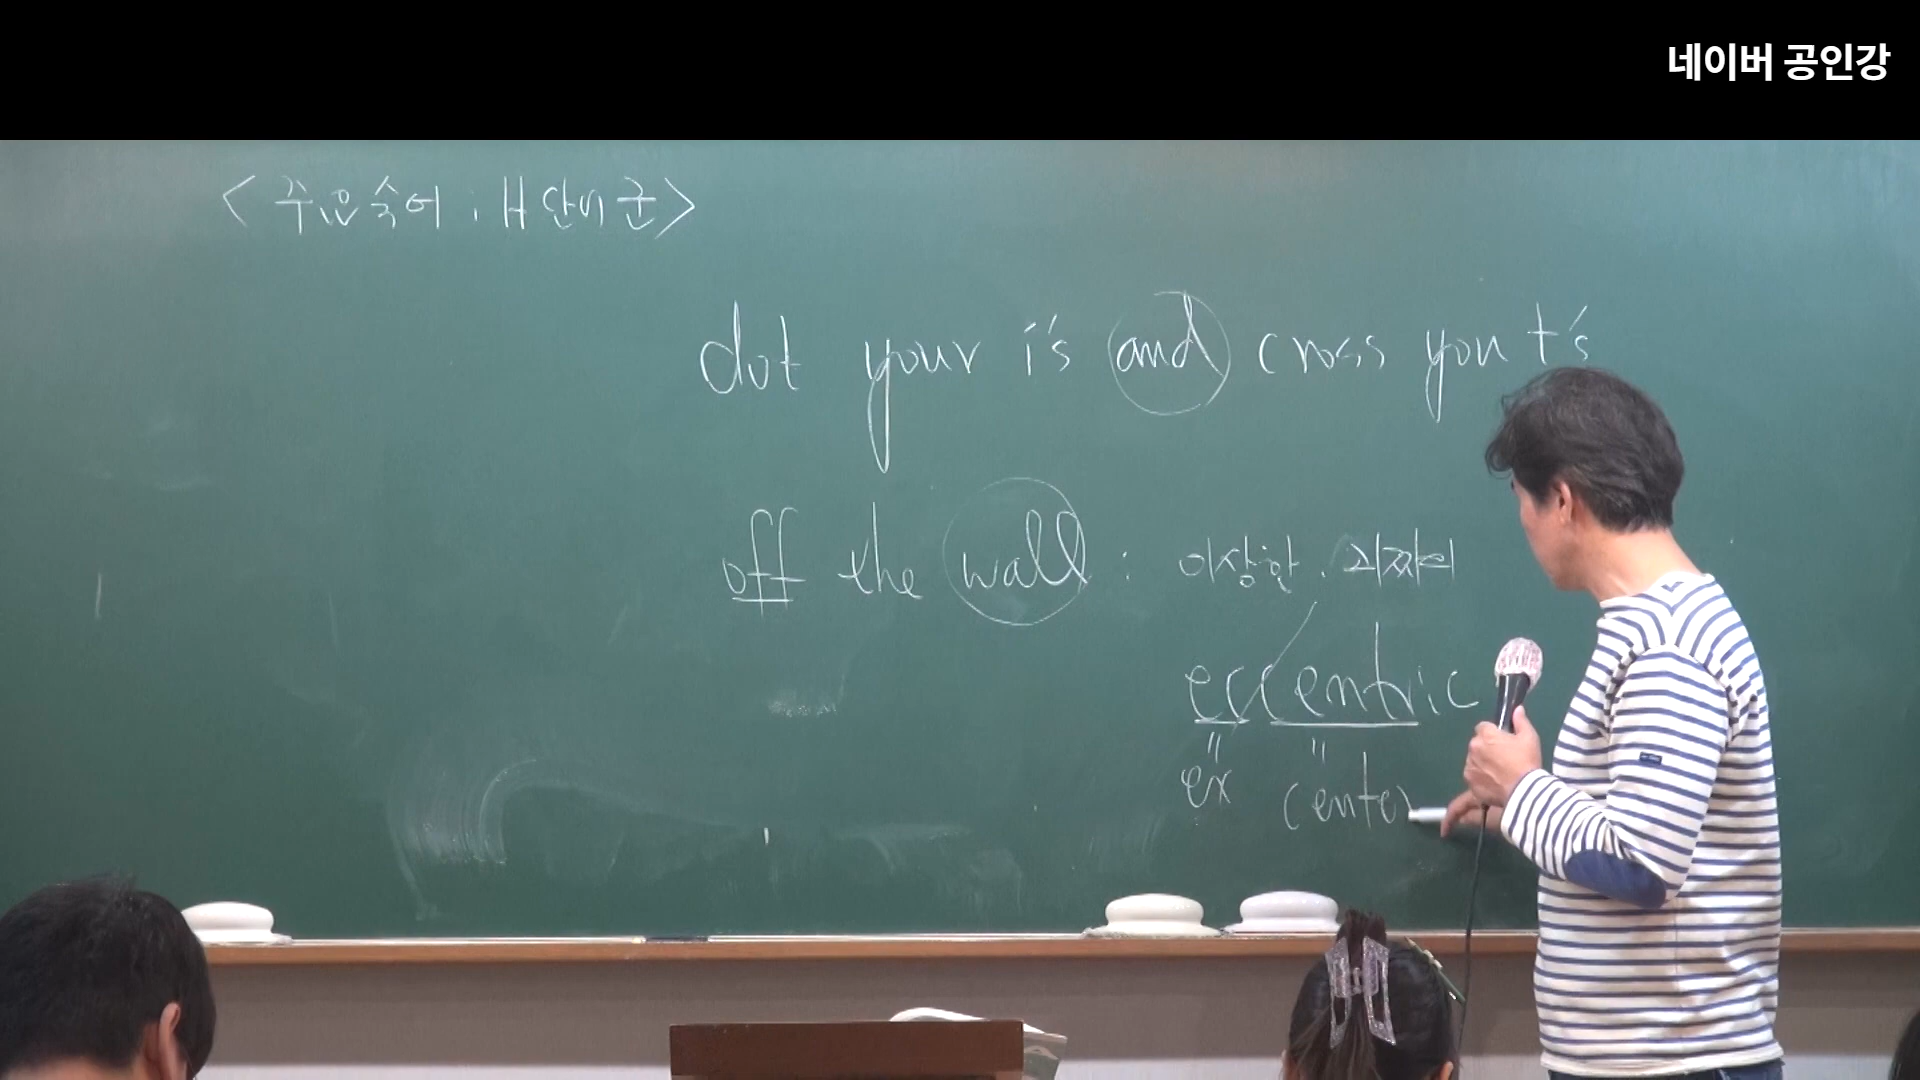 네이버 공인강
<주요숙어 : H 단어군>
dot your i's and cross you t's
off the wall : 이상한. 괴짜의
eccentric
" "
ex center